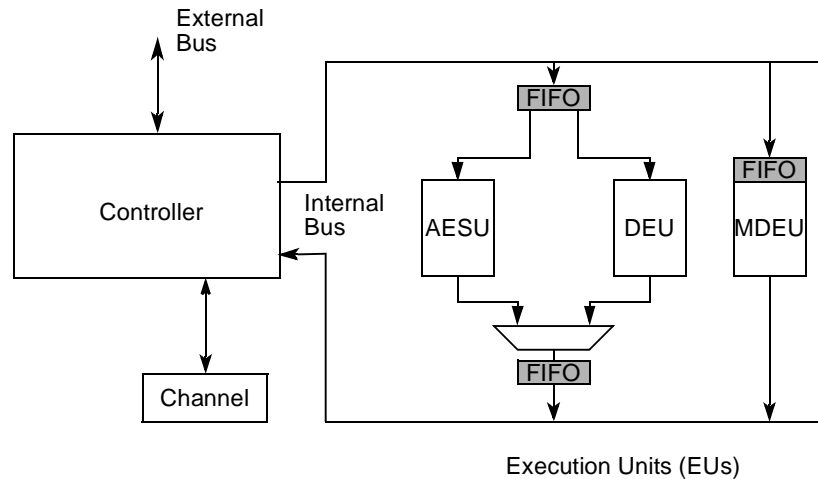 External
Bus
FIFO
FIFO
Controller
Internal
Bus
AESU
DEU
MDEU
FIFO
Channel
Execution Units (EUs)